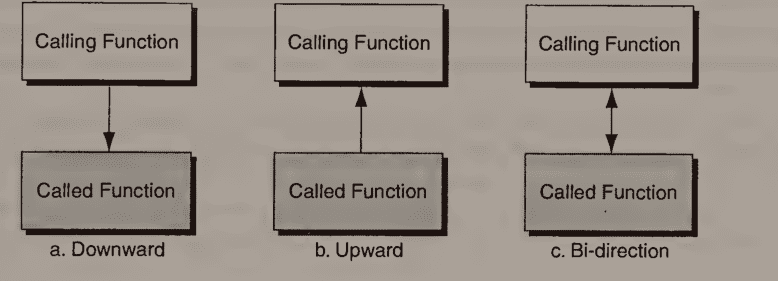 Calling Function
Calling Function
Calling Function
Called Function
Called Function
Called Function
a. Downward
b. Upward
c. Bi-direction